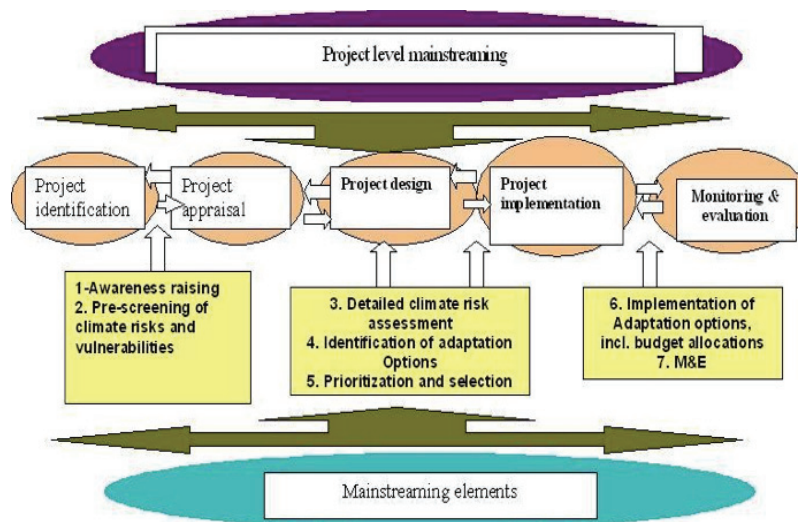 Project level mainstreaming
Project
identification
Project
appraisal
Project design
Project
implementation
Monitoring &
evaluation
1-Awareness raising
2. Pre-screening of
climate risks and
vulnerabilities
3. Detailed climate risk
assessment
4. Identification of adaptation
Options
5. Prioritization and selection
6. Implementation of
Adaptation options,
incl. budget allocations
7. M&E
Mainstreaming elements